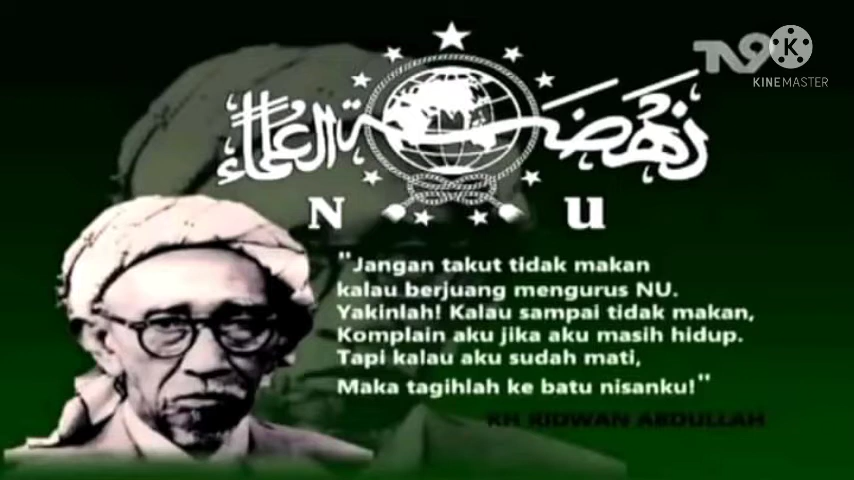 TV9
KINEMASTER
نهضة العلماء
N U
"Jangan takut tidak makan
kalau berjuang mengurus NU.
Yakinlah! Kalau sampai tidak makan,
Komplain aku jika aku masih hidup.
Tapi kalau aku sudah mati,
Maka tagihlah ke batu nisanku!"
KH RIDWAN ABDULLAH